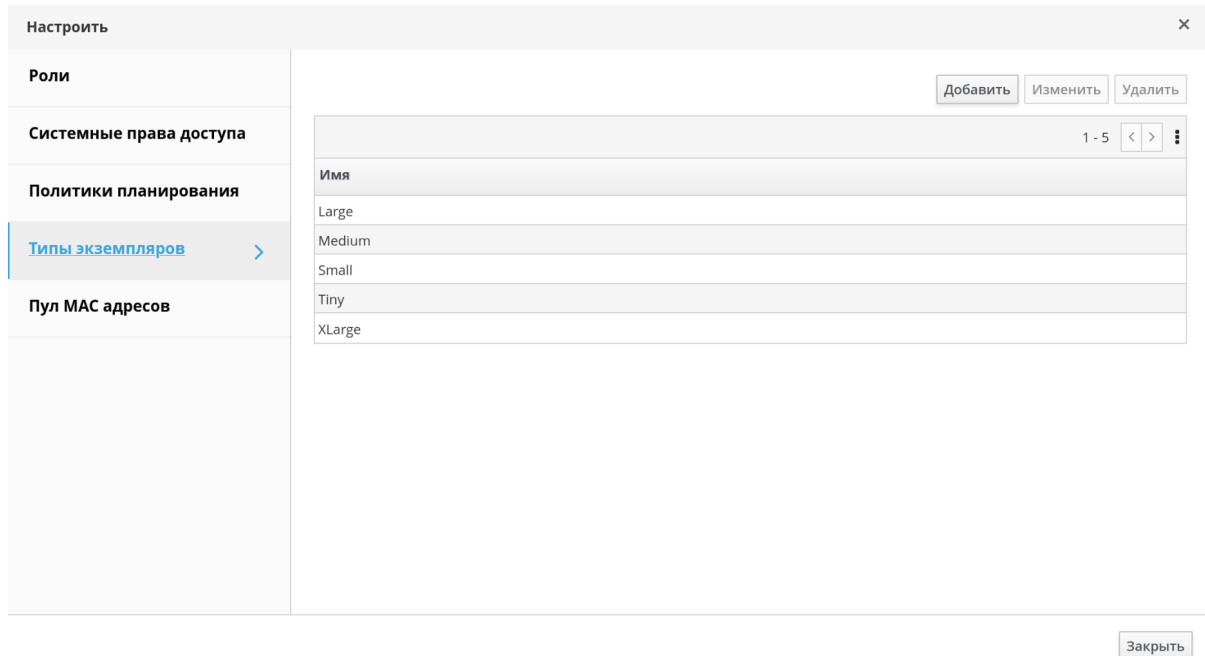 Настроить
Роли
Системные права доступа
Политики планирования
Типы экземпляров
Пул MAC адресов
Добавить Изменить Удалить
1 - 5
Имя
Large
Medium
Small
Tiny
XLarge
Закрыть